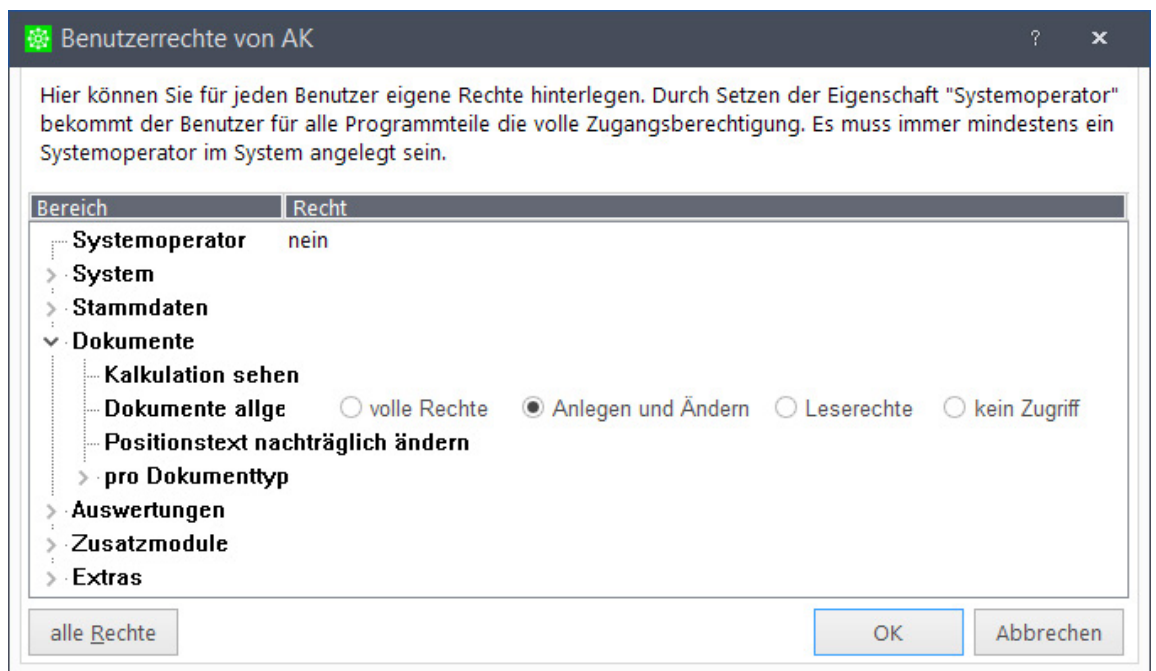 Benutzerrechte von AK
Hier können Sie für jeden Benutzer eigene Rechte hinterlegen. Durch Setzen der Eigenschaft "Systemoperator"
bekommt der Benutzer für alle Programmteile die volle Zugangsberechtigung. Es muss immer mindestens ein
Systemoperator im System angelegt sein.
Bereich Recht
Systemoperator nein
System
Stammdaten
Dokumente
Kalkulation sehen
Dokumente allge volle Rechte Anlegen und Ändern Leserechte kein Zugriff
Positionstext nachträglich ändern
pro Dokumenttyp
Auswertungen
Zusatzmodule
Extras
alle Rechte OK Abbrechen